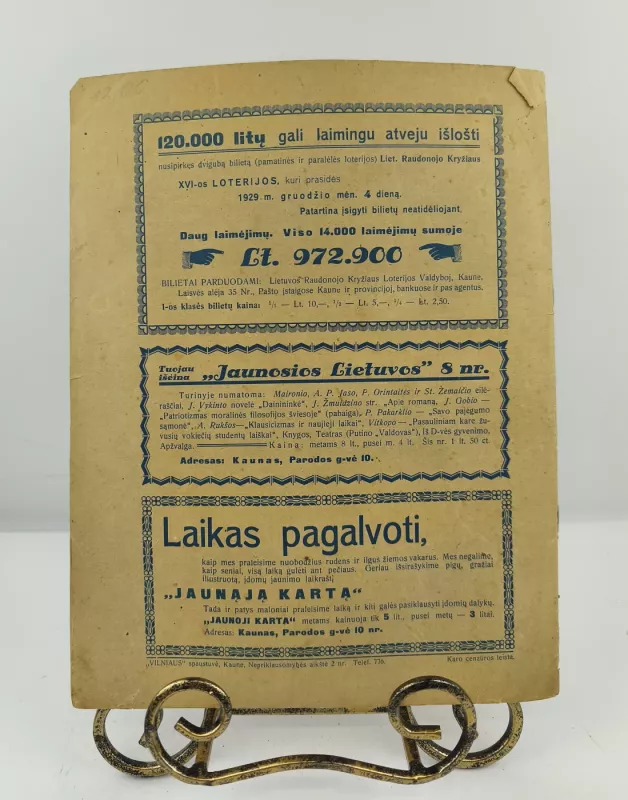 120.000 litų gali laimingu atveju išlošti
nusipirkęs dvigubą bilietą (pamatinės ir paralelės loterijos) Liet. Raudonojo Kryžiaus
XVI-os LOTERIJOS, kuri prasidės
1929 m. gruodžio mėn. 4 dieną.
Patartina įsigyti bilietų neatidėliojant.
Daug laimėjimų. Viso 14.000 laimėjimų sumoje
Lt. 972.900
BILIETAI PARDUODAMI: Lietuvos Raudonojo Kryžiaus Loterijos Valdyboj, Kaune,
Laisvės alėja 35 Nr., Pašto įstaigose Kaune ir provincijoj, bankuose ir pas agentus.
I-os klasės bilietų kaina: ¹/₁ — Lt. 10,—, ¹/₂ — Lt. 5,—, ¹/₄ — Lt. 2,50.
Tuojau išeina „Jaunosios Lietuvos" 8 nr.
Turinyje numatoma: Maironio, A. P. Jaso, P. Orintaitės ir St. Žemaičio eilė-
raščiai, J. Vykinto novelė „Dainininkė", J. Žmuldzino str. „Apie romaną, J. Gobio —
„Patriotizmas moralinės filosofijos šviesoje" (pabaiga), P. Pakarklio — „Savo pajėgumo
sąmonė", A. Rukšos— „Klausicizmas ir naujieji laikai", Vitkopo — „Pasauliniam kare žu-
vusių vokiečių studentų laiškai", Knygos, Teatras (Putino „Valdovas"), II D-vės gyvenimo,
Apžvalga. Kaina: metams 8 lt., pusei m. 4 lt. Šis nr. 1 lt. 50 ct.
Adresas: Kaunas, Parodos g-vė 10.
Laikas pagalvoti,
kaip mes praleisime nuobodžius rudens ir ilgus žiemos vakarus. Mes negalime,
kaip seniai, visą laiką gulėti ant pečiaus. Geriau išsirašykime pigų, gražiai
iliustruotą, įdomų jaunimo laikraštį
„JAUNĄJĄ KARTĄ"
Tada ir patys maloniai praleisime laiką ir kiti galės pasiklausyti įdomių dalykų.
„JAUNOJI KARTA" metams kainuoja tik 5 lit., pusei metų — 3 litai.
Adresas: Kaunas, Parodos g-vė 10 nr.
„VILNIAUS" spaustuvė, Kaune, Nepriklausomybės aikštė 2 nr. Telef. 776.
Karo cenzūros leista.